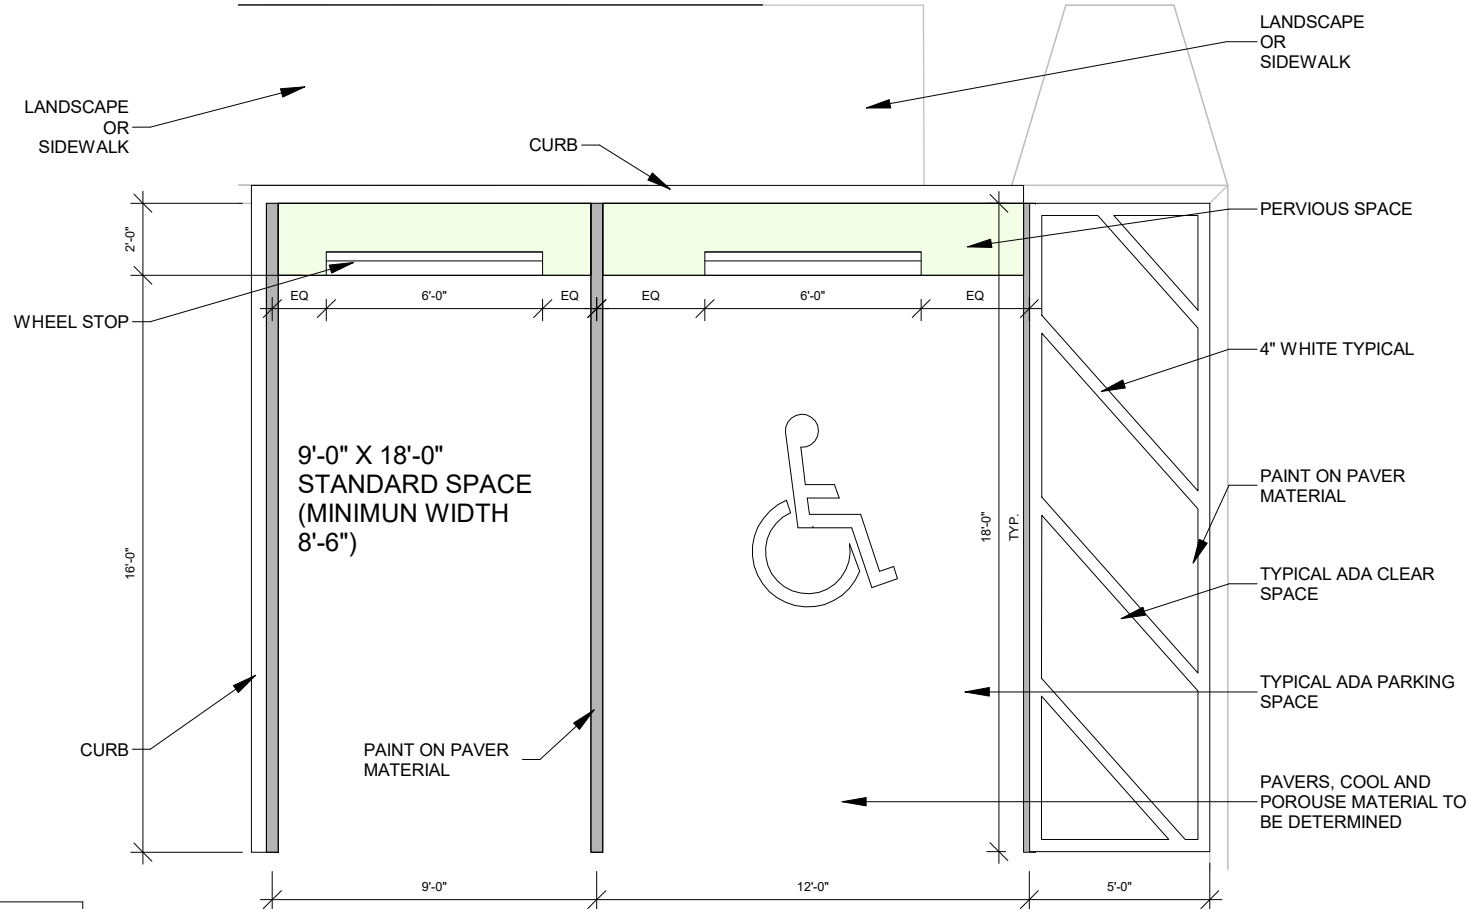 LANDSCAPE
OR
SIDEWALK
LANDSCAPE
OR
SIDEWALK
CURB
PERVIOUS SPACE
2'-0"
EQ
6'-0"
EQ
EQ
6'-0"
EQ
WHEEL STOP
4" WHITE TYPICAL
9'-0" X 18'-0"
STANDARD SPACE
(MINIMUN WIDTH
8'-6")
PAINT ON PAVER
MATERIAL
18'-0"
TYP.
16'-0"
TYPICAL ADA CLEAR
SPACE
TYPICAL ADA PARKING
SPACE
CURB
PAINT ON PAVER
MATERIAL
PAVERS, COOL AND
POROUSE MATERIAL TO
BE DETERMINED
9'-0"
12'-0"
5'-0"